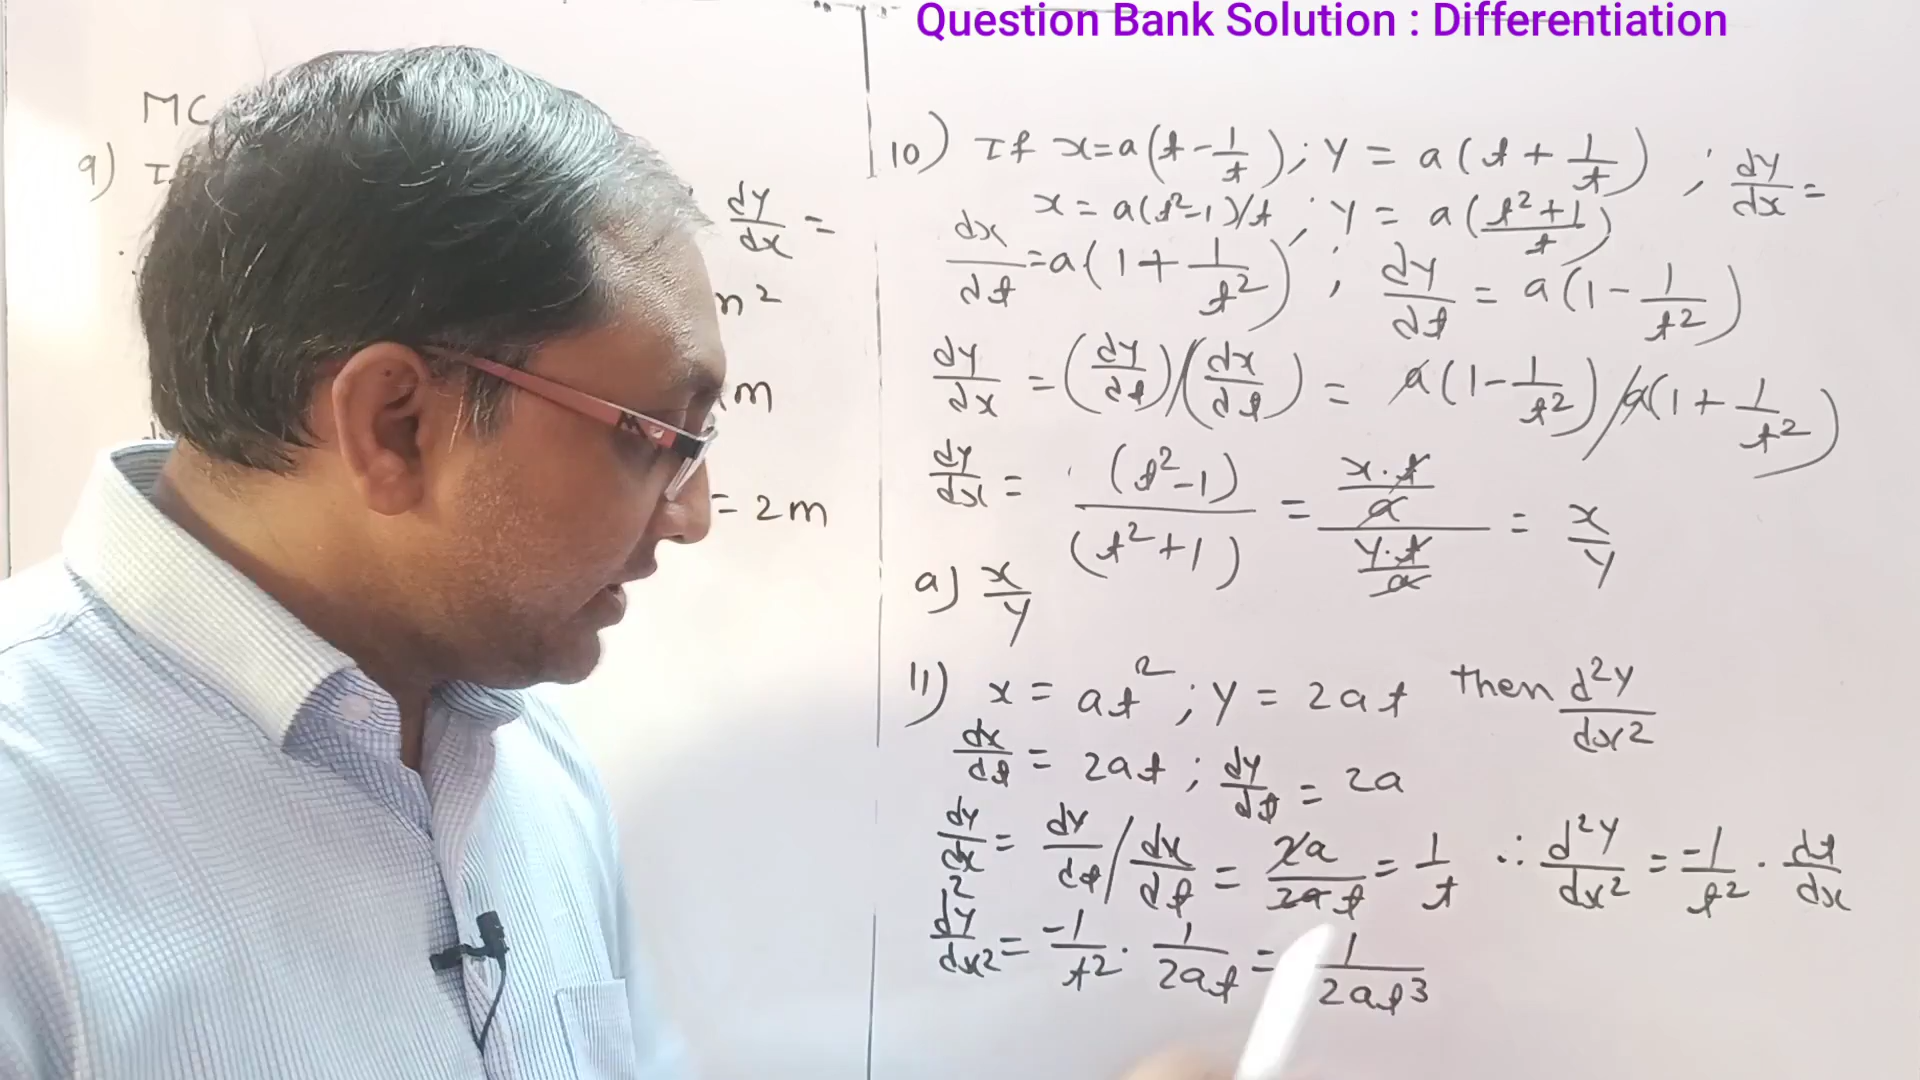 Question Bank Solution : Differentiation
MC
9) If dy/dx =
n²
m
= 2m
10) If x=a(t-1/t); y = a(t+1/t) ; dy/dx =
x = a(t²-1)/t ; y = a(t²+1/t)
dx/dt = a(1+1/t²) ; dy/dt = a(1-1/t²)
dy/dx = (dy/dt)/(dx/dt) = a(1-1/t²)/a(1+1/t²)
dy/dx = (t²-1)/(t²+1) = (x.t/a)/(y.t/a) = x/y
a) x/y
11) x = at² ; y = 2at then d²y/dx²
dx/dt = 2at ; dy/dt = 2a
dy/dx = dy/dt / dx/dt = 2a/2at = 1/t ∴ d²y/dx² = -1/t² . dt/dx
d²y/dx² = -1/t² . 1/2at = 1/2at³